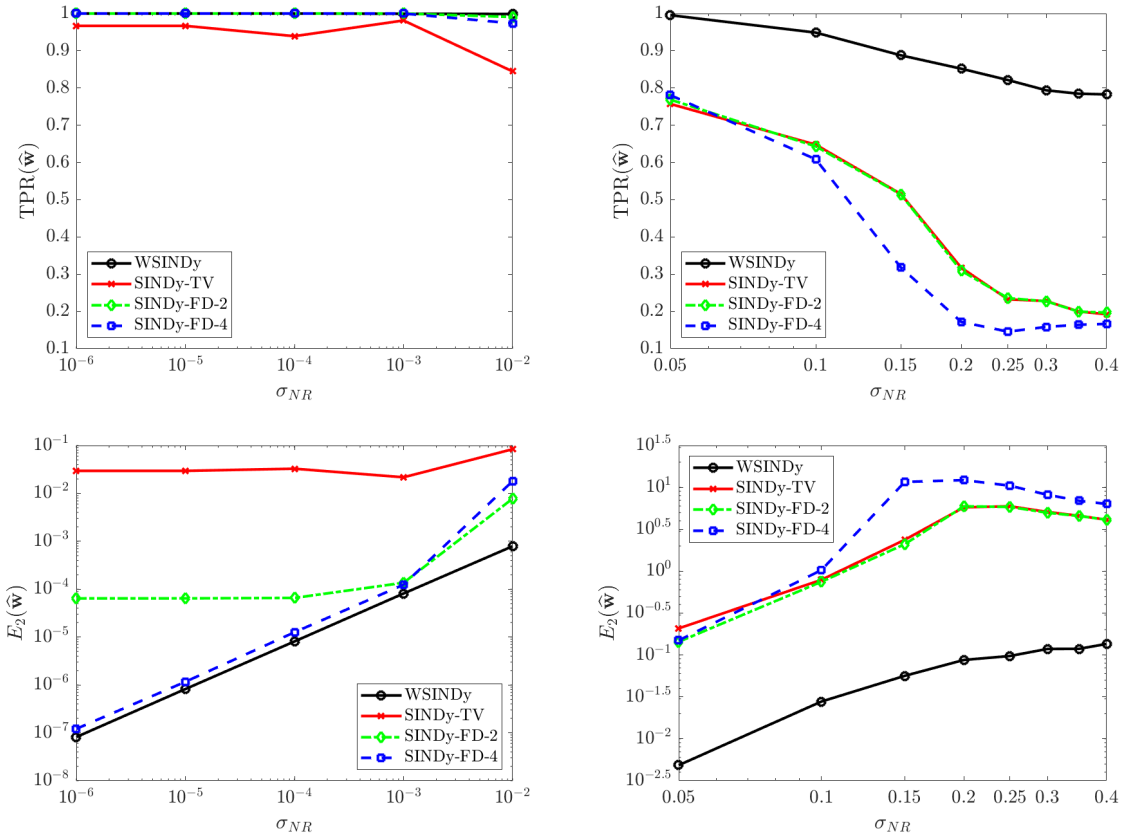 1
0.9
0.8
0.7
0.6
0.5
0.4
0.3
0.2
0.1
TPR(ŵ)
WSINDy
SINDy-TV
SINDy-FD-2
SINDy-FD-4
10⁻⁶ 10⁻⁵ 10⁻⁴ 10⁻³ 10⁻²
σ_NR
1
0.9
0.8
0.7
0.6
0.5
0.4
0.3
0.2
0.1
TPR(ŵ)
WSINDy
SINDy-TV
SINDy-FD-2
SINDy-FD-4
0.05 0.1 0.15 0.2 0.25 0.3 0.4
σ_NR
10⁻¹
10⁻²
10⁻³
10⁻⁴
10⁻⁵
10⁻⁶
10⁻⁷
10⁻⁸
E₂(ŵ)
WSINDy
SINDy-TV
SINDy-FD-2
SINDy-FD-4
10⁻⁶ 10⁻⁵ 10⁻⁴ 10⁻³ 10⁻²
σ_NR
10^1.5
10^1
10^0.5
10^0
10^-0.5
10^-1
10^-1.5
10^-2
10^-2.5
E₂(ŵ)
WSINDy
SINDy-TV
SINDy-FD-2
SINDy-FD-4
0.05 0.1 0.15 0.2 0.25 0.3 0.4
σ_NR